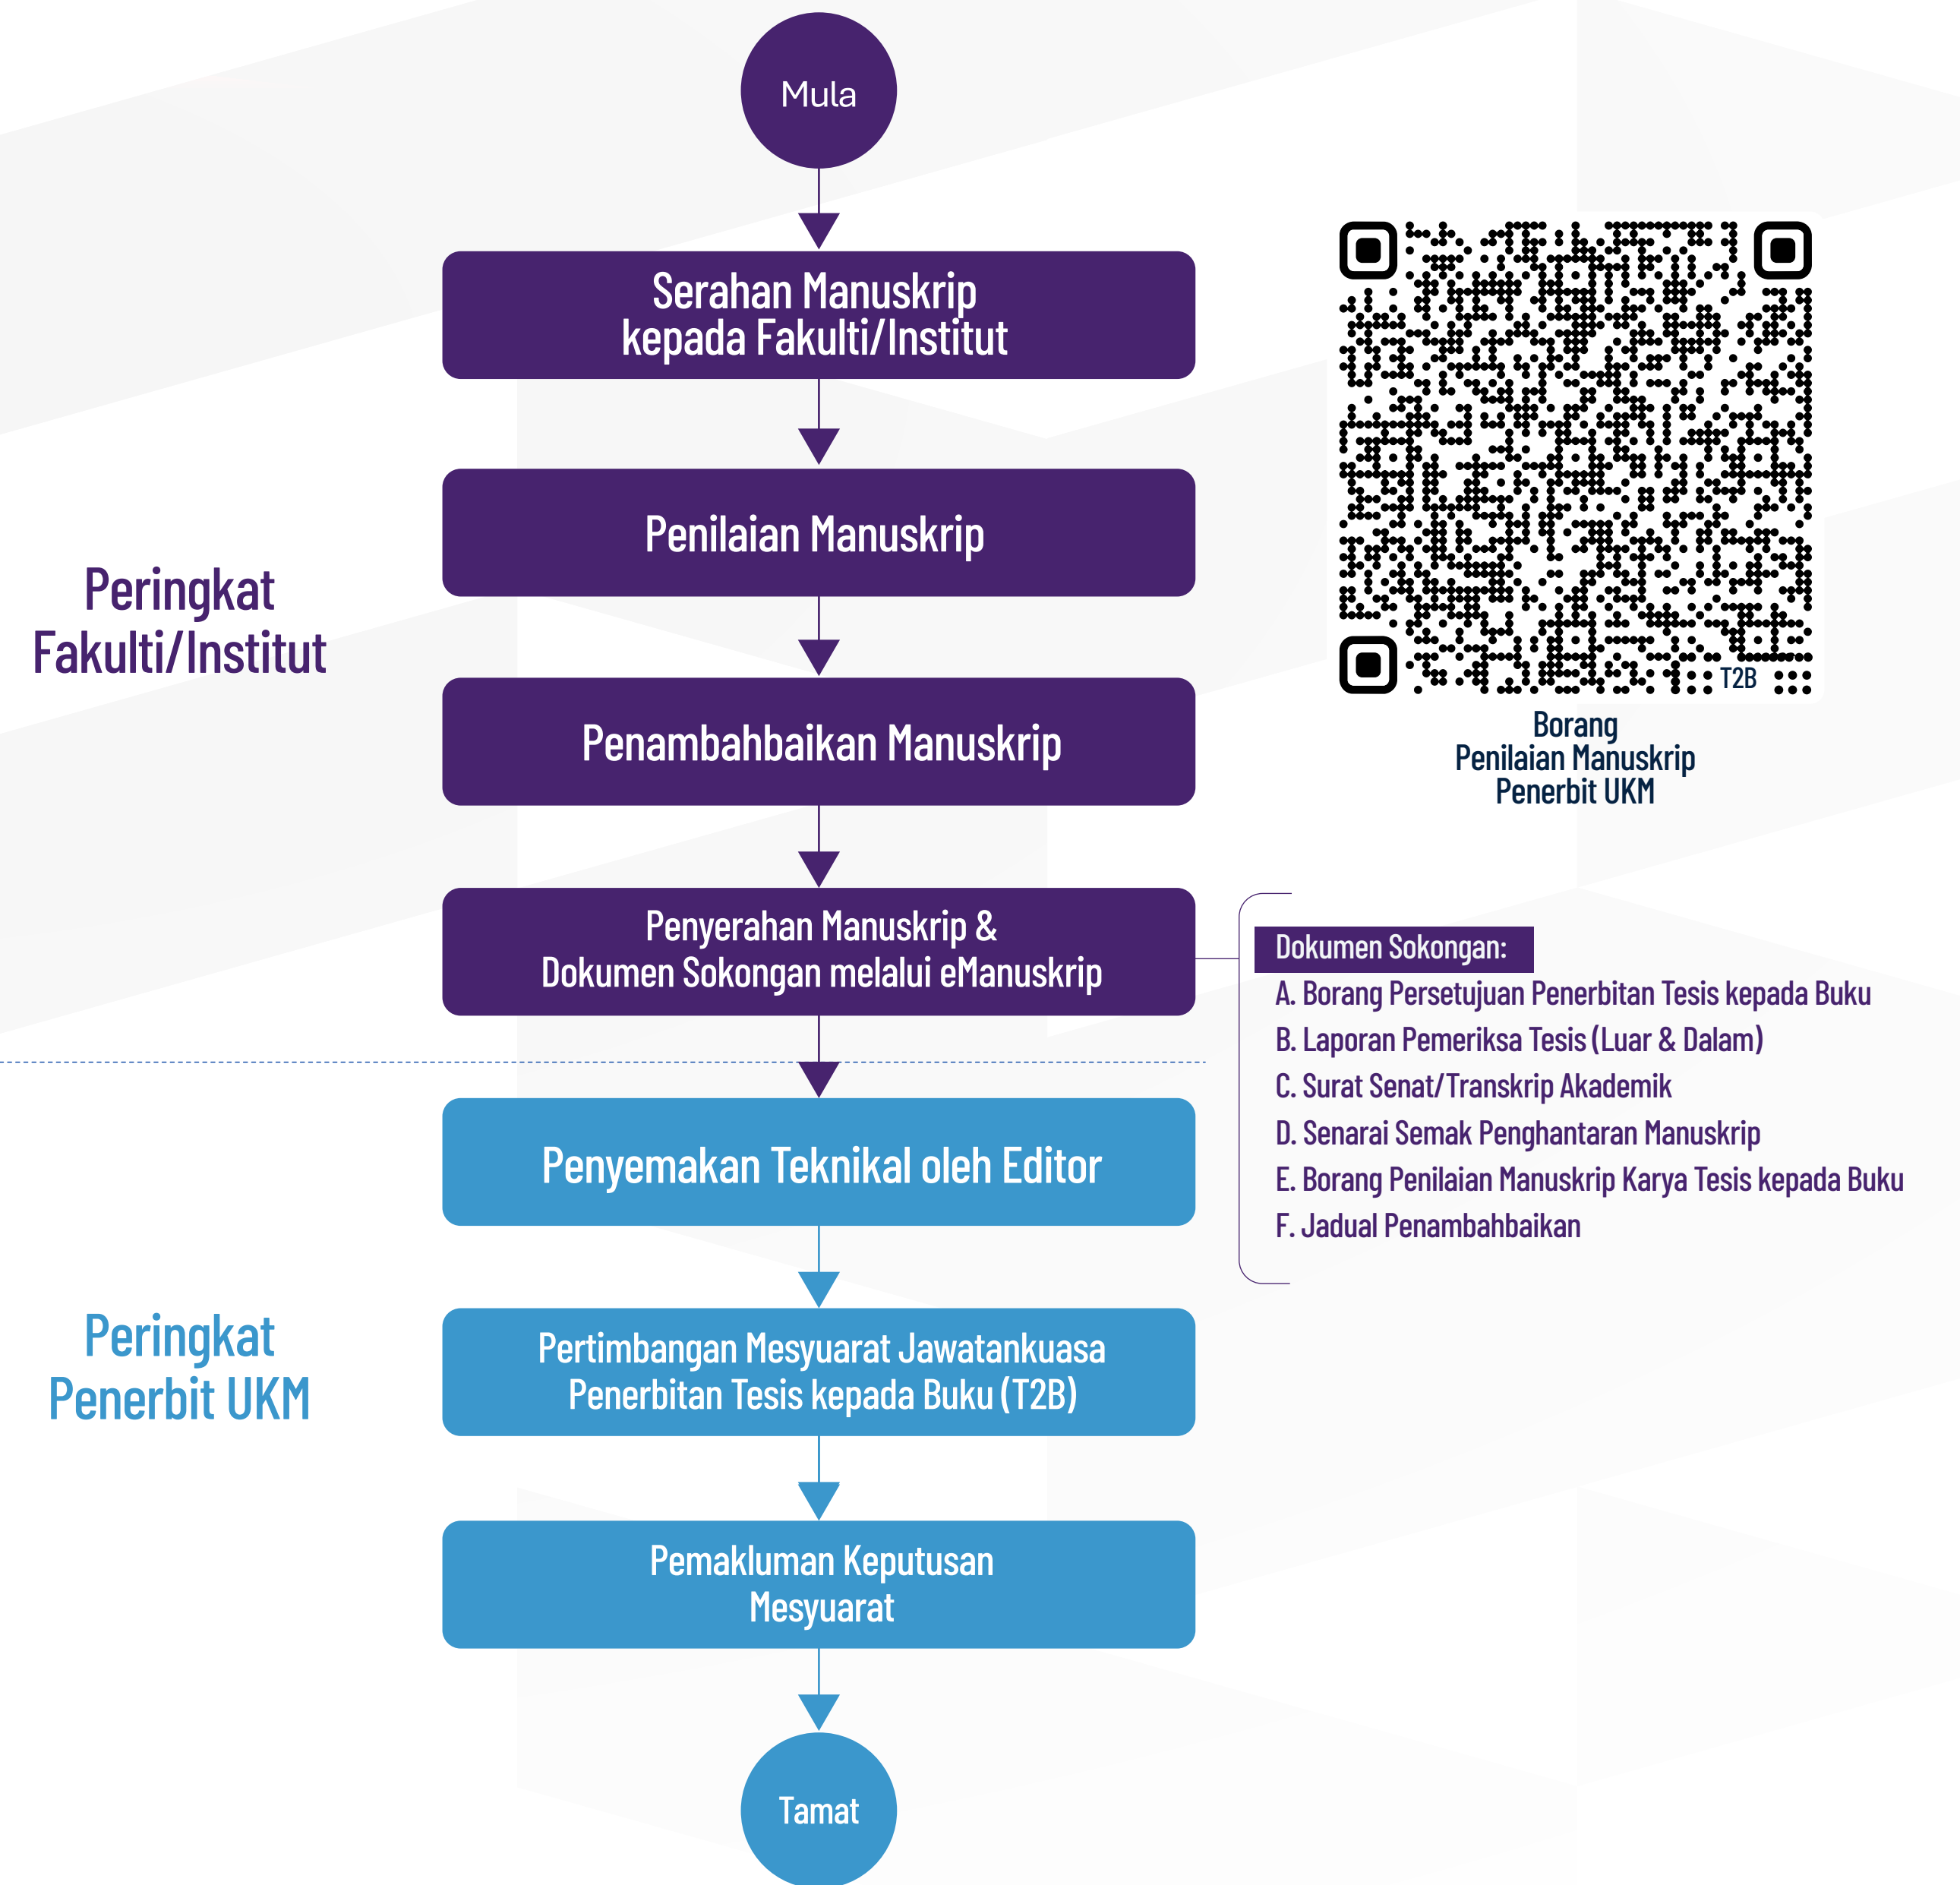 Mula
Serahan Manuskrip
kepada Fakulti/Institut
Penilaian Manuskrip
Peringkat
Fakulti/Institut
Penambahbaikan Manuskrip
T2B
Borang
Penilaian Manuskrip
Penerbit UKM
Penyerahan Manuskrip &
Dokumen Sokongan melalui eManuskrip
Dokumen Sokongan:
A. Borang Persetujuan Penerbitan Tesis kepada Buku
B. Laporan Pemeriksa Tesis (Luar & Dalam)
C. Surat Senat/Transkrip Akademik
D. Senarai Semak Penghantaran Manuskrip
E. Borang Penilaian Manuskrip Karya Tesis kepada Buku
F. Jadual Penambahbaikan
Penyemakan Teknikal oleh Editor
Peringkat
Penerbit UKM
Pertimbangan Mesyuarat Jawatankuasa
Penerbitan Tesis kepada Buku (T2B)
Pemakluman Keputusan
Mesyuarat
Tamat